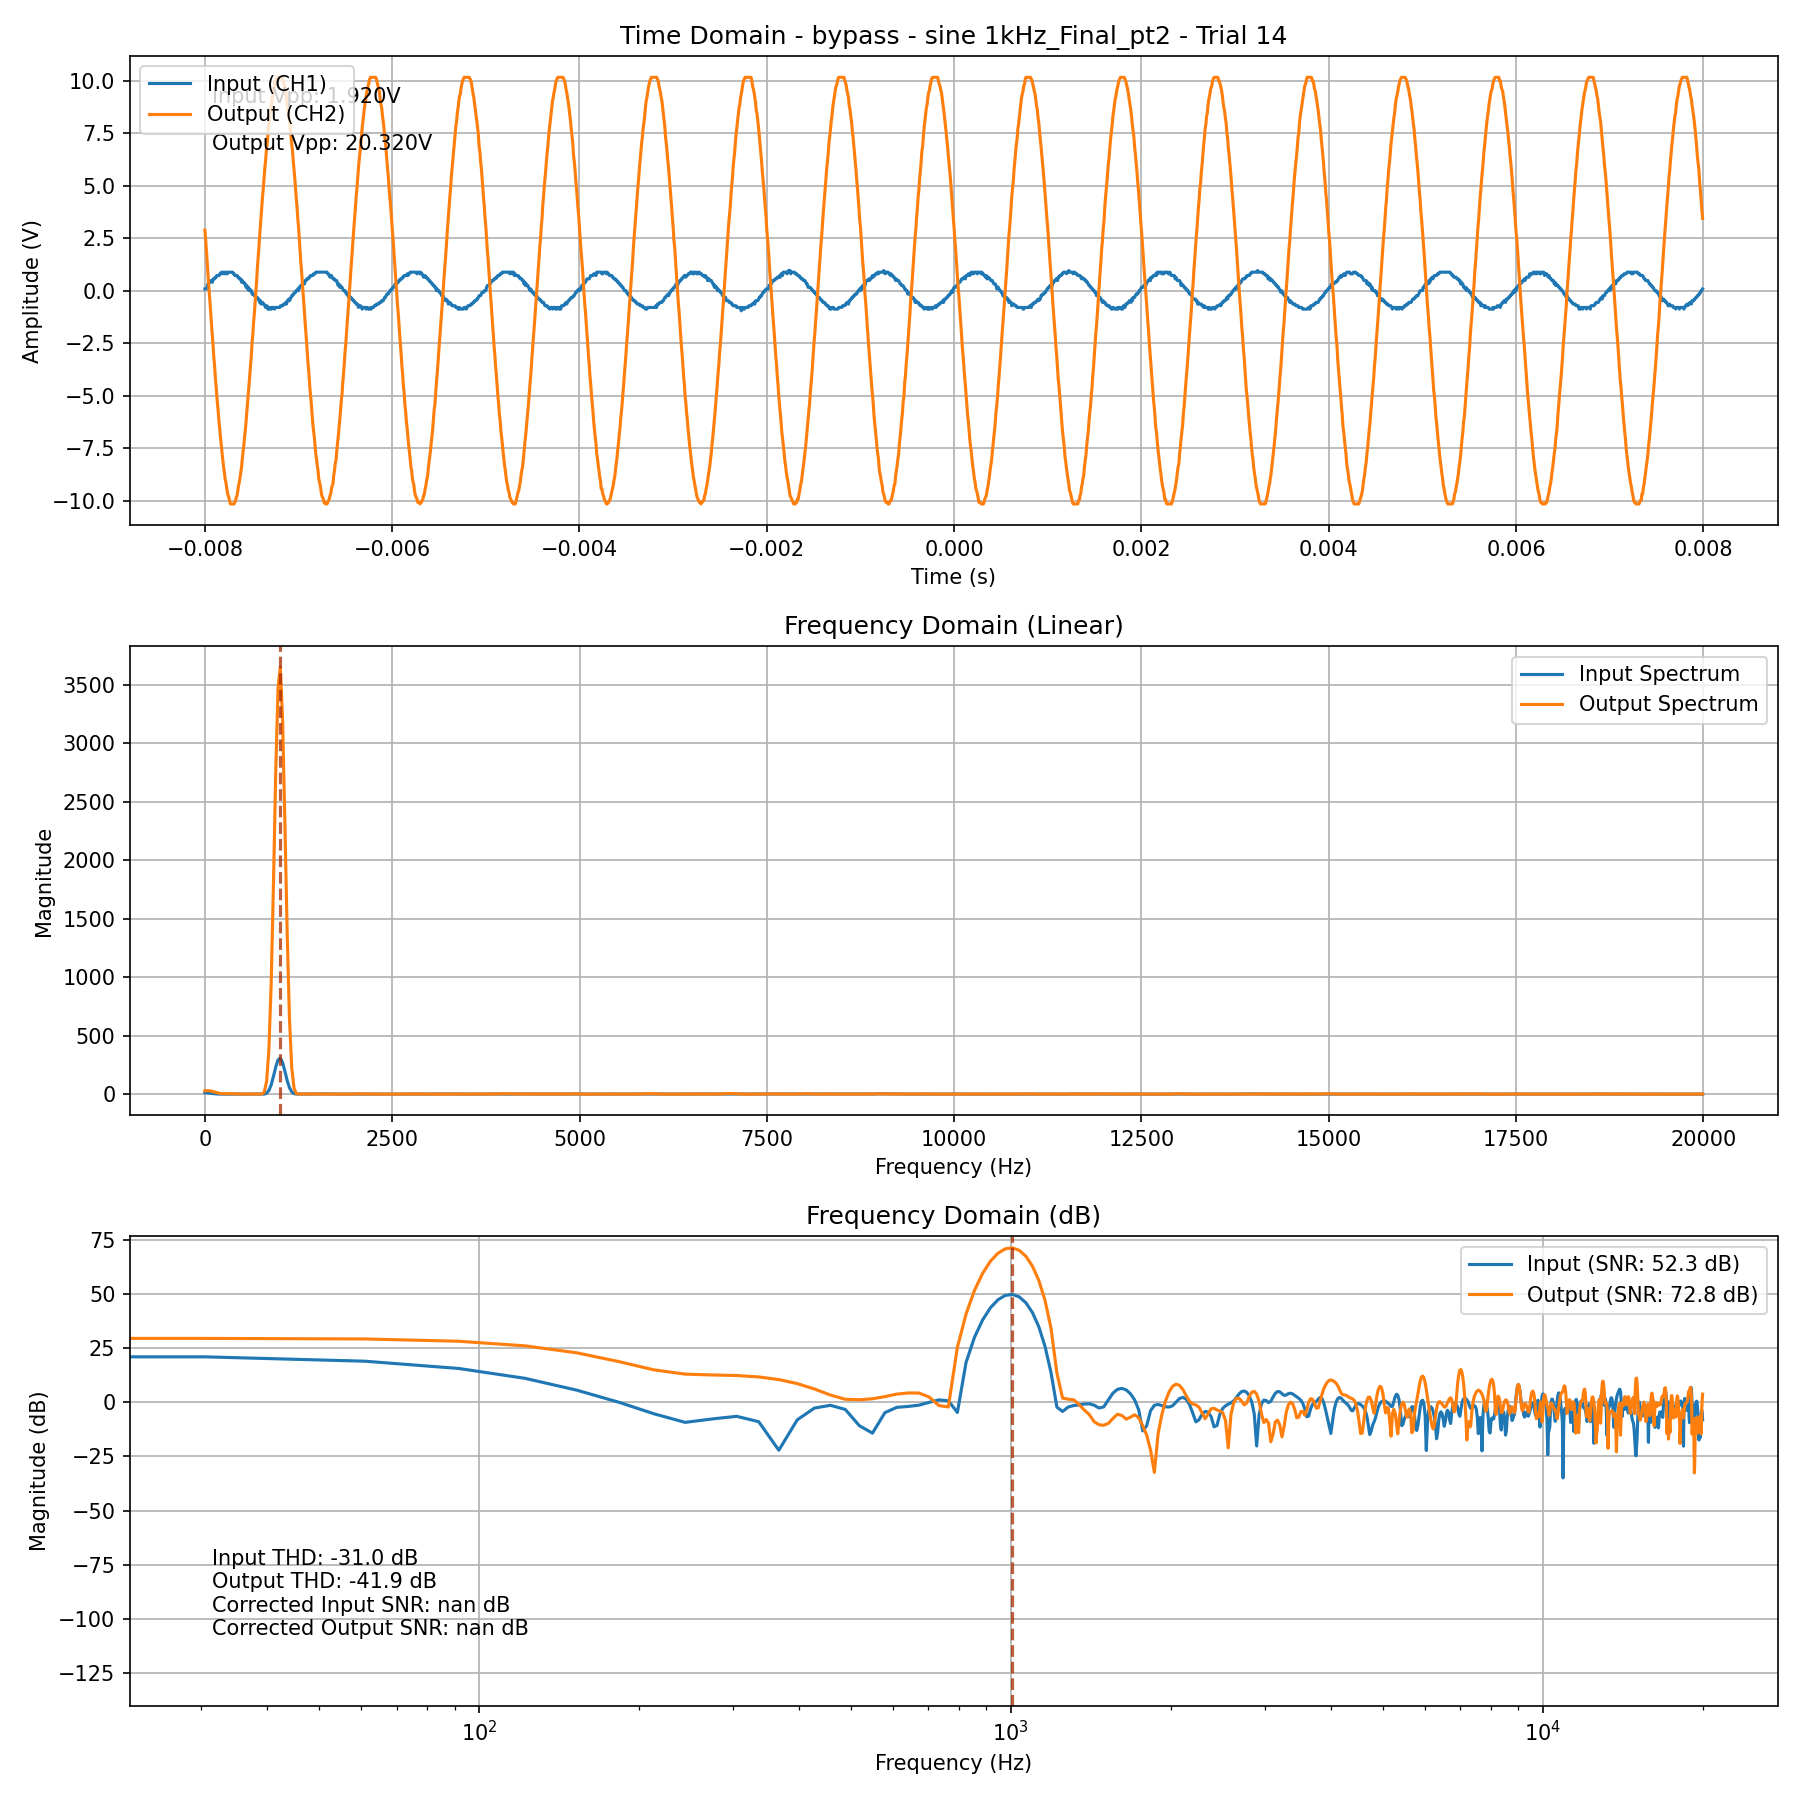 Time Domain - bypass - sine 1kHz_Final_pt2 - Trial 14
Input (CH1)
Output (CH2)
Input Vpp: 1.920V
Output Vpp: 20.320V
10.0
7.5
5.0
2.5
0.0
−2.5
−5.0
−7.5
−10.0
Amplitude (V)
−0.008 −0.006 −0.004 −0.002 0.000 0.002 0.004 0.006 0.008
Time (s)
Frequency Domain (Linear)
Input Spectrum
Output Spectrum
3500
3000
2500
2000
1500
1000
500
0
Magnitude
0 2500 5000 7500 10000 12500 15000 17500 20000
Frequency (Hz)
Frequency Domain (dB)
Input (SNR: 52.3 dB)
Output (SNR: 72.8 dB)
75
50
25
0
−25
−50
−75
−100
−125
Magnitude (dB)
Input THD: -31.0 dB
Output THD: -41.9 dB
Corrected Input SNR: nan dB
Corrected Output SNR: nan dB
10² 10³ 10⁴
Frequency (Hz)